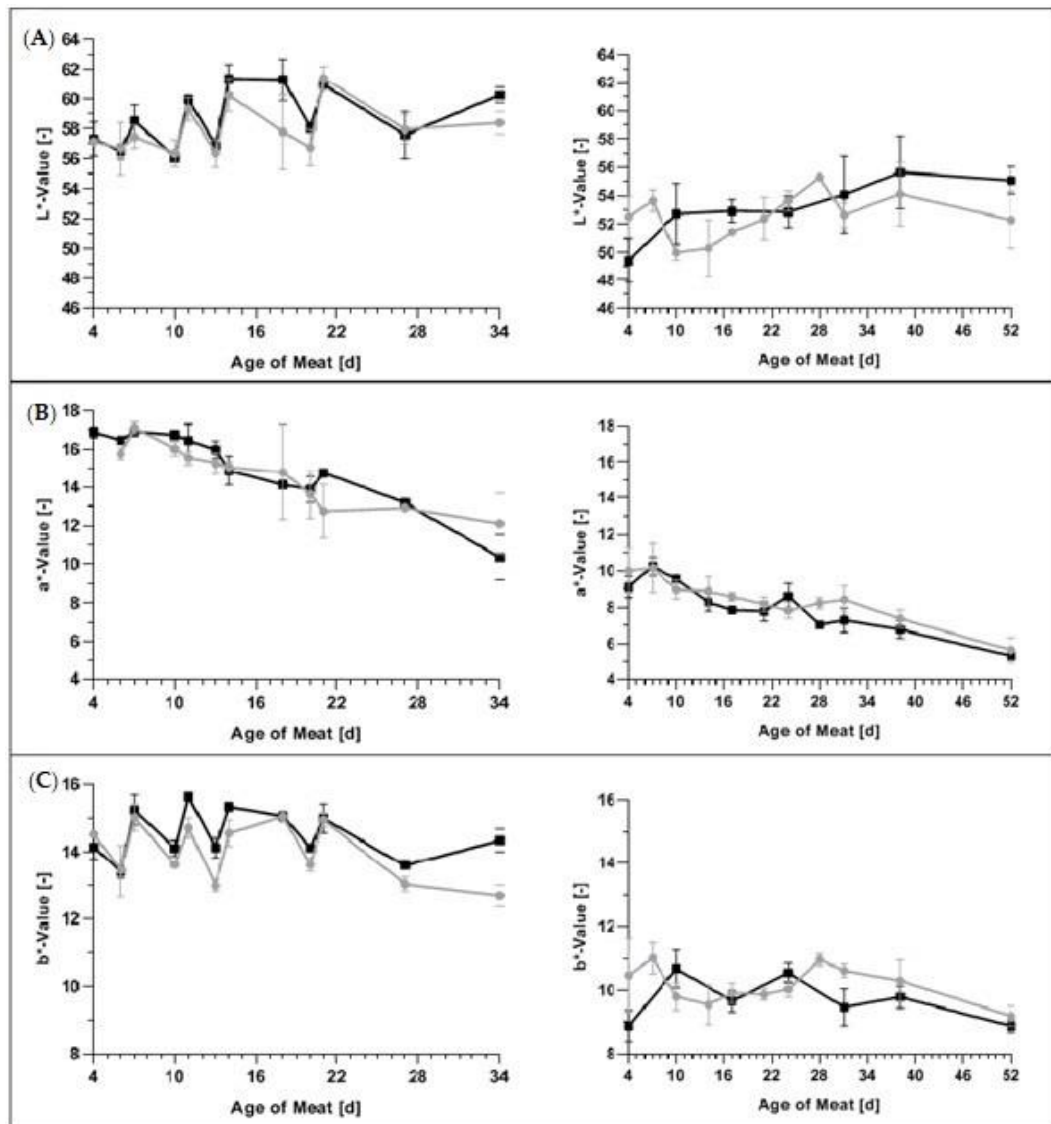 (A)
64
62
60
58
56
54
52
50
48
46
L*-Value [-]
4 10 16 22 28 34
Age of Meat [d]
64
62
60
58
56
54
52
50
48
46
L*-Value [-]
4 10 16 22 28 34 40 46 52
Age of Meat [d]
(B)
18
16
14
12
10
8
6
4
a*-Value [-]
4 10 16 22 28 34
Age of Meat [d]
18
16
14
12
10
8
6
4
a*-Value [-]
4 10 16 22 28 34 40 46 52
Age of Meat [d]
(C)
16
14
12
10
8
b*-Value [-]
4 10 16 22 28 34
Age of Meat [d]
16
14
12
10
8
b*-Value [-]
4 10 16 22 28 34 40 46 52
Age of Meat [d]